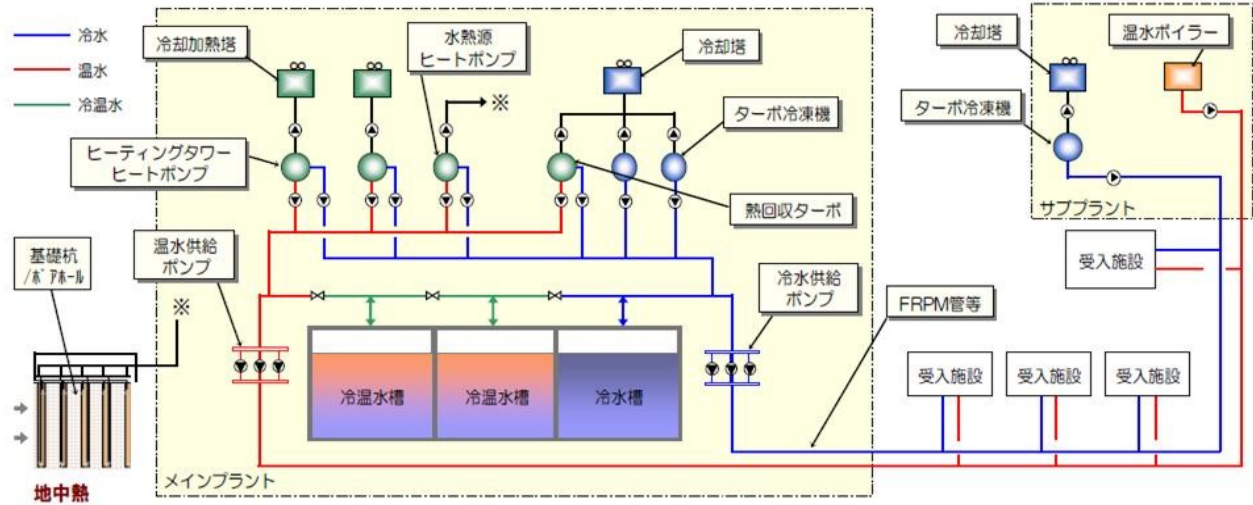 冷水
温水
冷温水
冷却加熱塔
水熱源
ヒートポンプ
冷却塔
※
ターボ冷凍機
ヒーティングタワー
ヒートポンプ
熱回収ターボ
基礎杭
/ボアホール
※
地中熱
温水供給
ポンプ
冷水供給
ポンプ
冷温水槽
冷温水槽
冷水槽
メインプラント
FRPM管等
冷却塔
温水ボイラー
ターボ冷凍機
サブプラント
受入施設
受入施設
受入施設
受入施設